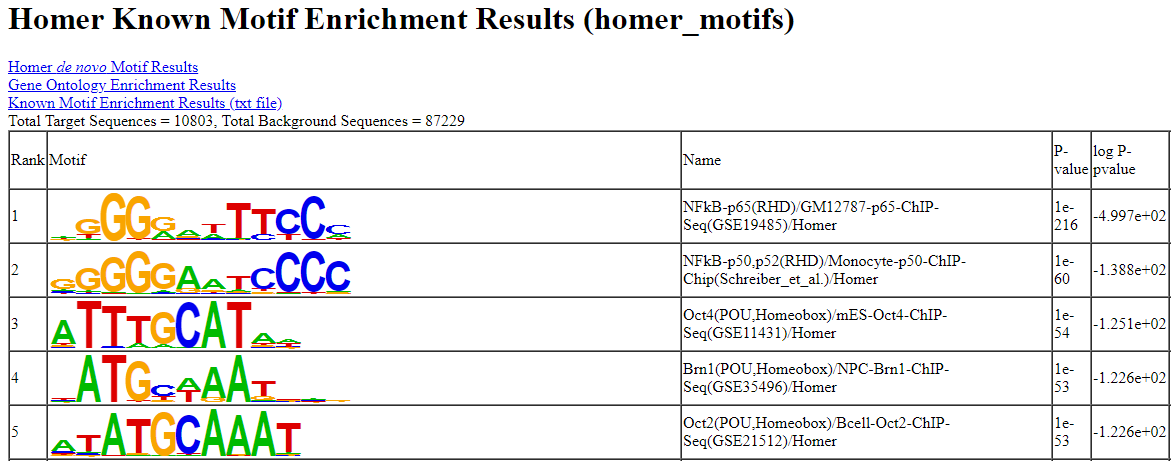 Homer Known Motif Enrichment Results (homer_motifs)
Homer de novo Motif Results
Gene Ontology Enrichment Results
Known Motif Enrichment Results (txt file)
Total Target Sequences = 10803, Total Background Sequences = 87229
Rank Motif Name P-value log P-pvalue
1 NFkB-p65(RHD)/GM12787-p65-ChIP-Seq(GSE19485)/Homer 1e-216 -4.997e+02
2 NFkB-p50,p52(RHD)/Monocyte-p50-ChIP-Chip(Schreiber_et_al.)/Homer 1e-60 -1.388e+02
3 ATTTGCAT Oct4(POU,Homeobox)/mES-Oct4-ChIP-Seq(GSE11431)/Homer 1e-54 -1.251e+02
4 Brn1(POU,Homeobox)/NPC-Brn1-ChIP-Seq(GSE35496)/Homer 1e-53 -1.226e+02
5 ATATGCAAAT Oct2(POU,Homeobox)/Bcell-Oct2-ChIP-Seq(GSE21512)/Homer 1e-53 -1.226e+02